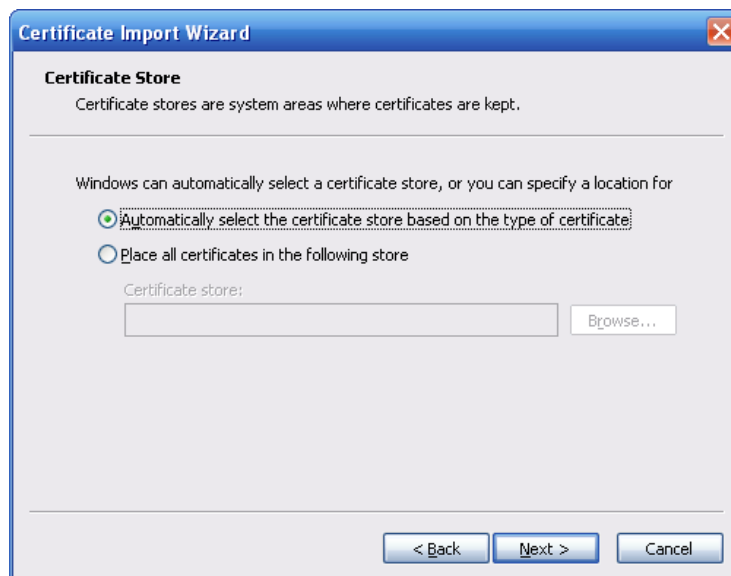 Certificate Import Wizard
Certificate Store
Certificate stores are system areas where certificates are kept.
Windows can automatically select a certificate store, or you can specify a location for
Automatically select the certificate store based on the type of certificate
Place all certificates in the following store
Certificate store:
Browse...
< Back Next > Cancel